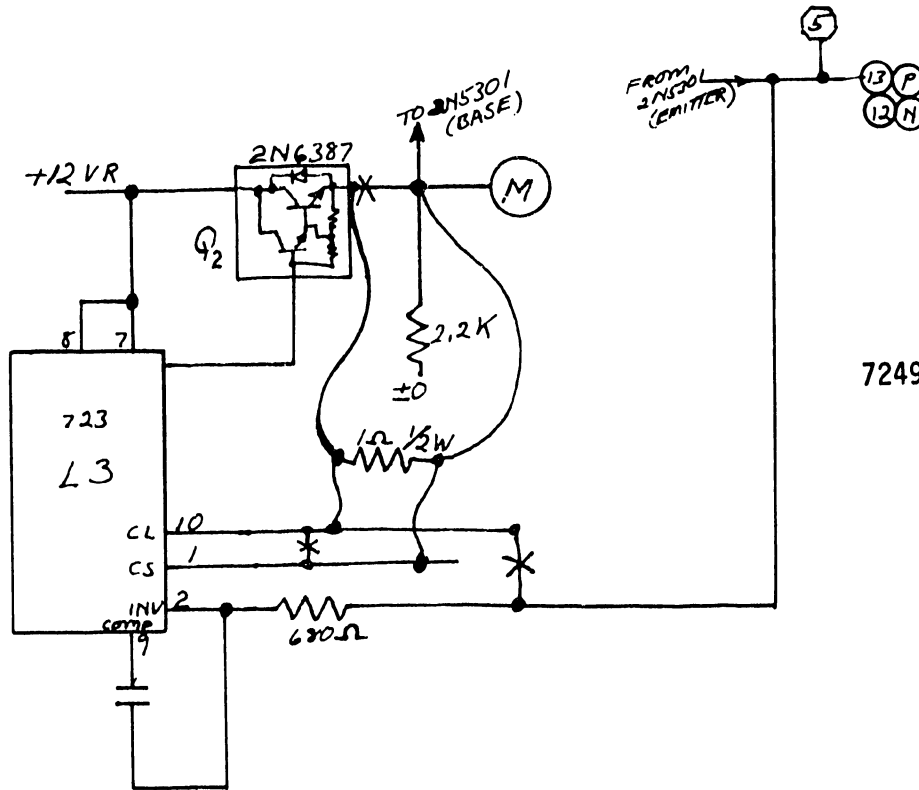 5
FROM
2N5301
(EMITTER)
13 P
12 N
TO 2N5301
(BASE)
2N6387
+12 VR
M
Q2
2.2K
±0
8 7
7249
723
L3
1Ω 1/2W
CL 10
CS 1
INV 2
COMP
9
680Ω